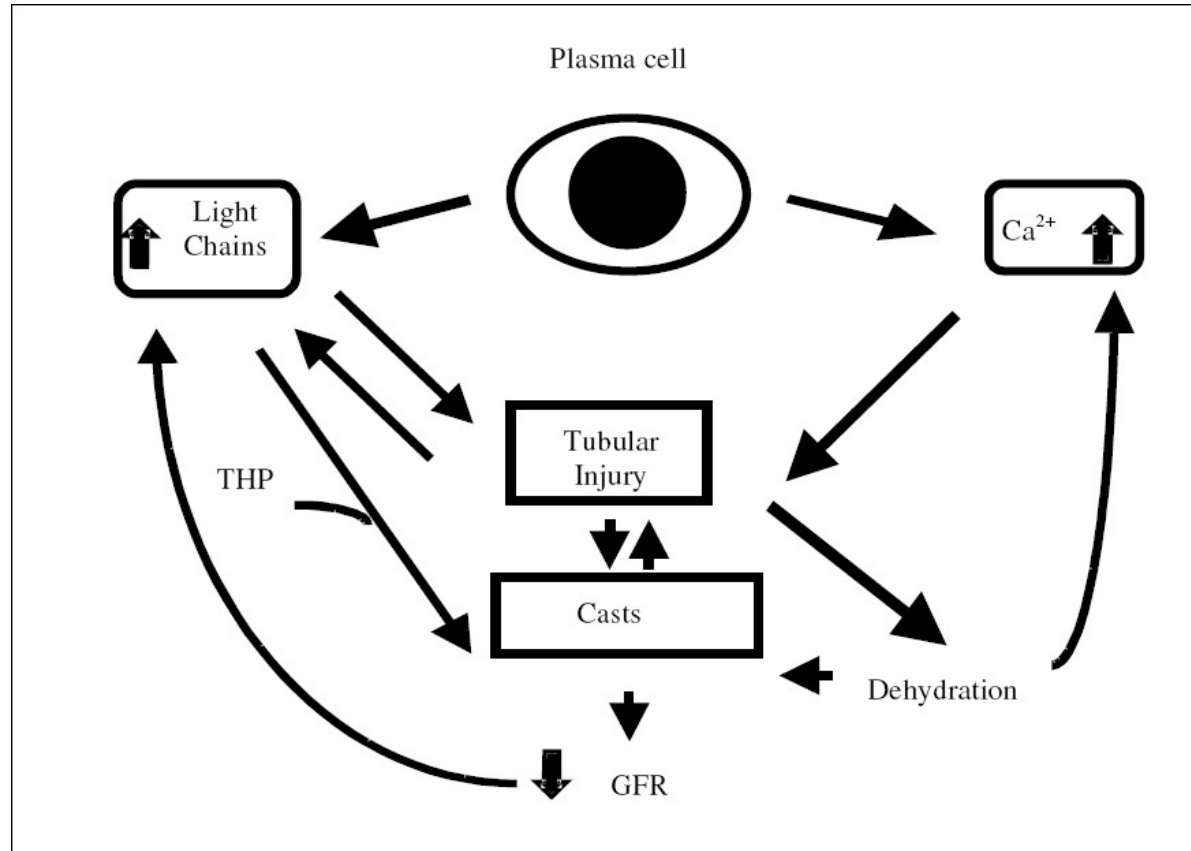 Plasma cell
Light
Chains
Ca²⁺
Tubular
Injury
THP
Casts
Dehydration
GFR